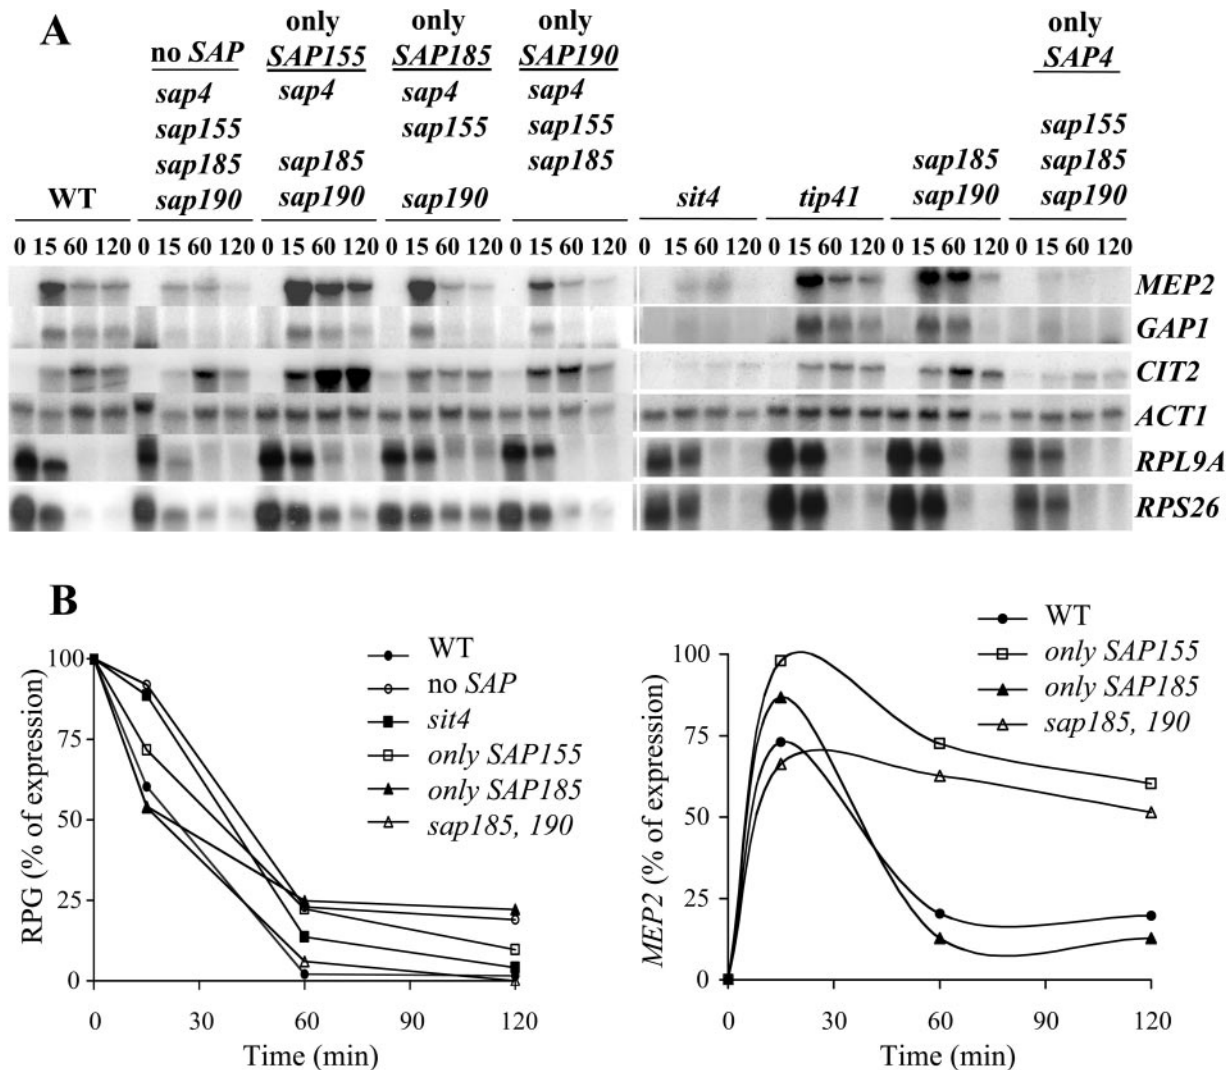 A
no SAP
only
SAP155
only
SAP185
only
SAP190
only
SAP4
WT
sap4
sap155
sap185
sap190
sap4
sap185
sap190
sap4
sap155
sap190
sap4
sap155
sap185
sit4
tip41
sap185
sap190
sap155
sap185
sap190
0 15 60 120 0 15 60 120 0 15 60 120 0 15 60 120 0 15 60 120 0 15 60 120 0 15 60 120 0 15 60 120 0 15 60 120
MEP2
GAP1
CIT2
ACT1
RPL9A
RPS26
B
RPG (% of expression)
100
75
50
25
0
0 30 60 90 120
Time (min)
WT
no SAP
sit4
only SAP155
only SAP185
sap185, 190
MEP2 (% of expression)
100
75
50
25
0
0 30 60 90 120
Time (min)
WT
only SAP155
only SAP185
sap185, 190